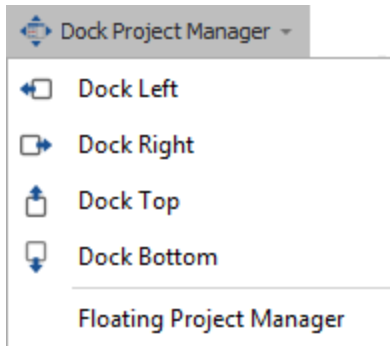 Dock Project Manager
Dock Left
Dock Right
Dock Top
Dock Bottom
Floating Project Manager